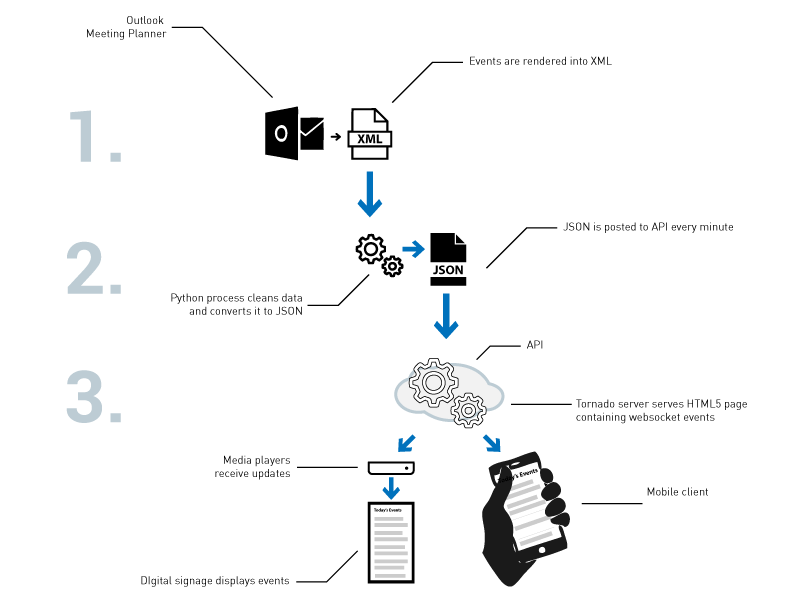 Outlook
Meeting Planner
Events are rendered into XML
1.
O
XML
JSON is posted to API every minute
2.
JSON
Python process cleans data
and converts it to JSON
API
3.
Tornado server serves HTML5 page
containing websocket events
Media players
receive updates
Today's Events
Mobile client
Today's Events
DIgital signage displays events